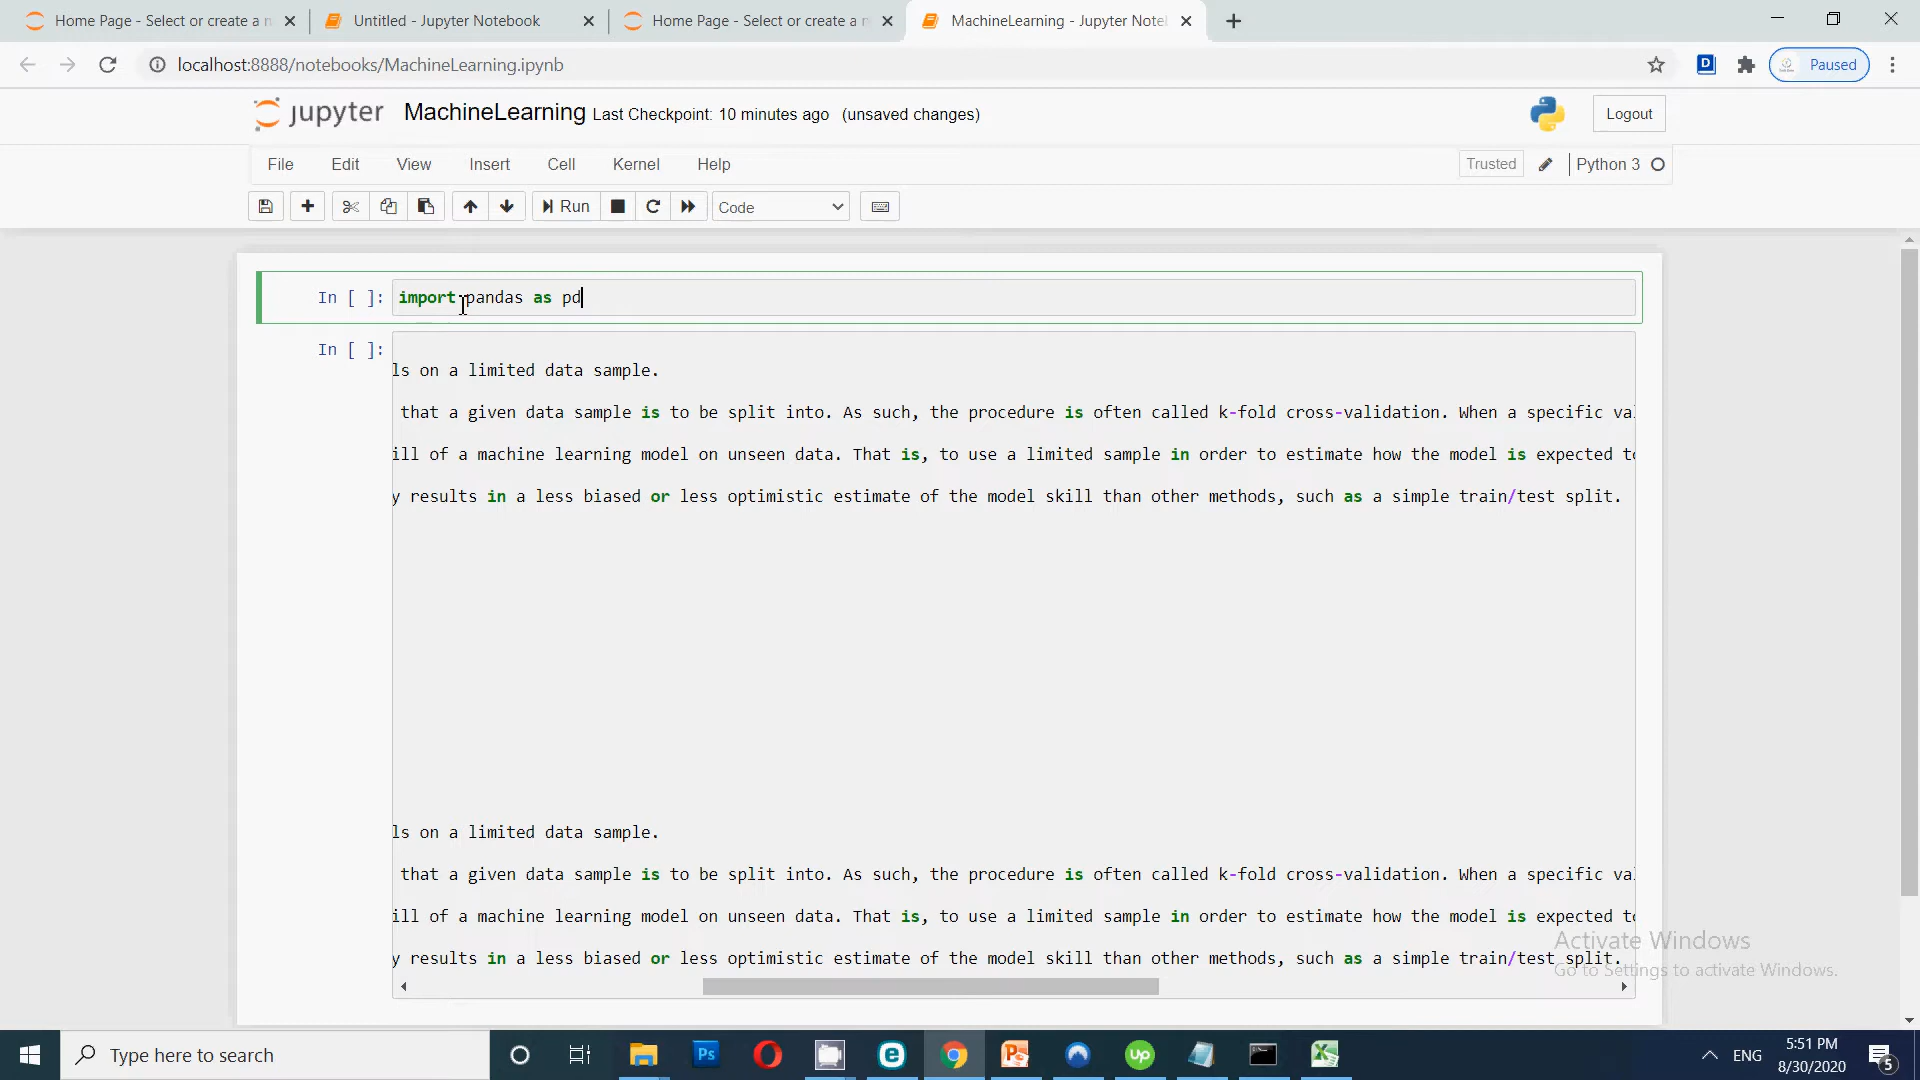 Home Page - Select or create a n
Untitled - Jupyter Notebook
Home Page - Select or create a n
MachineLearning - Jupyter Note
localhost:8888/notebooks/MachineLearning.ipynb
D
Paused
jupyter MachineLearning Last Checkpoint: 10 minutes ago (unsaved changes)
Logout
File Edit View Insert Cell Kernel Help
Trusted
Python 3
Run
Code
In [ ]: import pandas as pd
In [ ]:
ls on a limited data sample.
that a given data sample is to be split into. As such, the procedure is often called k-fold cross-validation. When a specific va
ill of a machine learning model on unseen data. That is, to use a limited sample in order to estimate how the model is expected t
y results in a less biased or less optimistic estimate of the model skill than other methods, such as a simple train/test split.
ls on a limited data sample.
that a given data sample is to be split into. As such, the procedure is often called k-fold cross-validation. When a specific va
ill of a machine learning model on unseen data. That is, to use a limited sample in order to estimate how the model is expected t
y results in a less biased or less optimistic estimate of the model skill than other methods, such as a simple train/test split.
Activate Windows
Go to Settings to activate Windows.
Type here to search
Ps
up
ENG
5:51 PM
8/30/2020
5